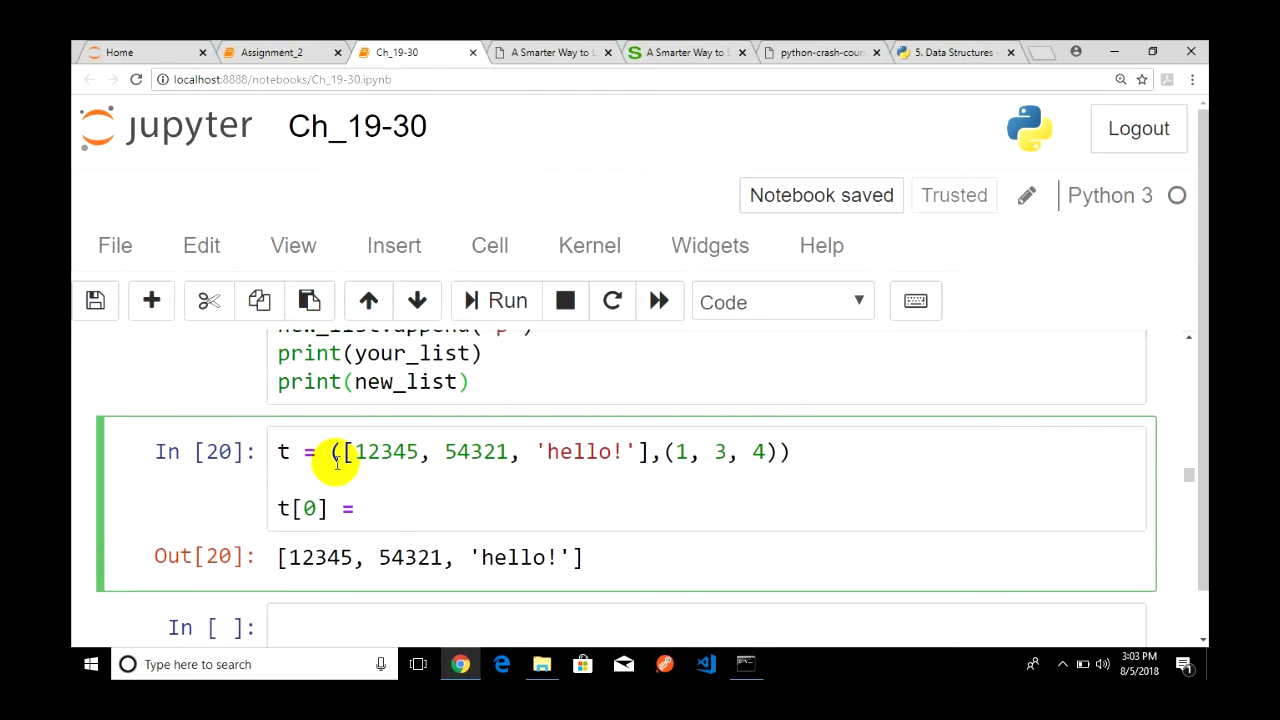 Home
Assignment_2
Ch_19-30
A Smarter Way to L
A Smarter Way to L
python-crash-cour
5. Data Structures
localhost:8888/notebooks/Ch_19-30.ipynb
jupyter
Ch_19-30
Logout
Notebook saved
Trusted
Python 3
File
Edit
View
Insert
Cell
Kernel
Widgets
Help
Run
Code
new_list.append('p')
print(your_list)
print(new_list)
In [20]:
t = ([12345, 54321, 'hello!'],(1, 3, 4))
t[0] =
Out[20]:
[12345, 54321, 'hello!']
In [ ]:
Type here to search
3:03 PM
8/5/2018
1